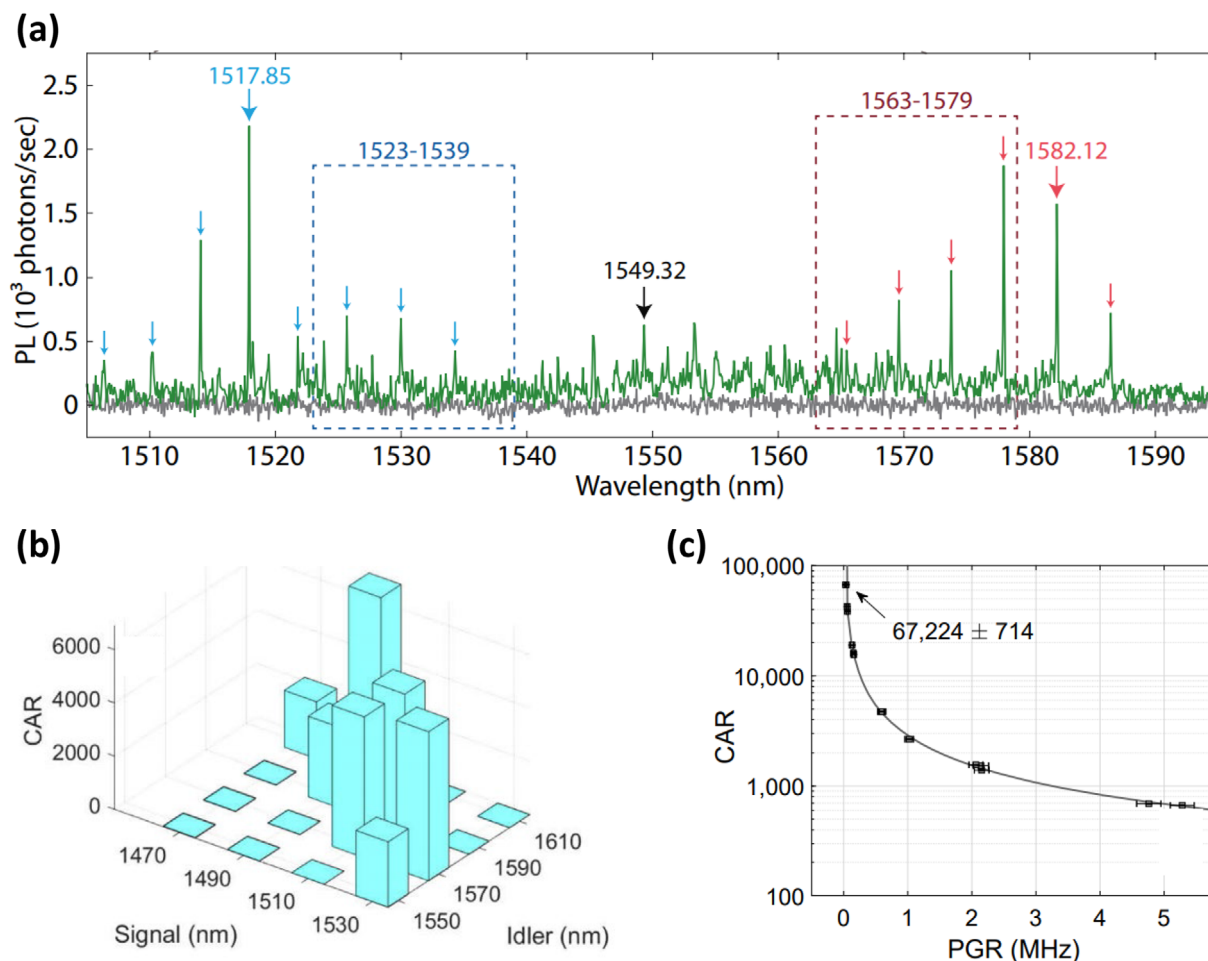 (a)
2.5
2.0
1.5
1.0
0.5
0
PL (10³ photons/sec)
1517.85
1523-1539
1549.32
1563-1579
1582.12
1510 1520 1530 1540 1550 1560 1570 1580 1590
Wavelength (nm)
(b)
6000
4000
2000
0
CAR
1470
1490
1510
1530
Signal (nm)
1550
1570
1590
1610
Idler (nm)
(c)
100,000
10,000
1,000
100
CAR
67,224 ± 714
0 1 2 3 4 5
PGR (MHz)